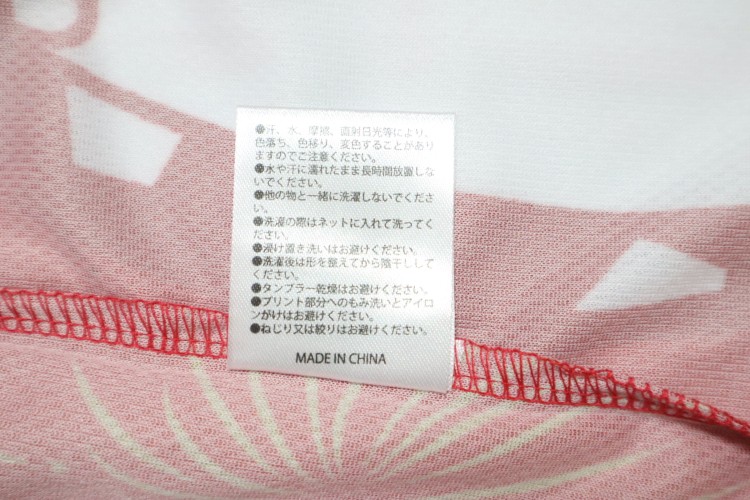 ●汗、水、摩擦、直射日光等により、
色落ち、色移り、変色することがあり
ますのでご注意ください。
●水や汗に濡れたまま長時間放置しな
いでください。
●他の物と一緒に洗濯しないでくださ
い。
●洗濯の際はネットに入れて洗ってく
ださい。
●浸け置き洗いはお避けください。
●洗濯後は形を整えてから陰干しし
てください。
●タンブラー乾燥はお避けください。
●プリント部分へのもみ洗いとアイロ
ンがけはお避けください。
●ねじり又は絞りはお避けください。
MADE IN CHINA